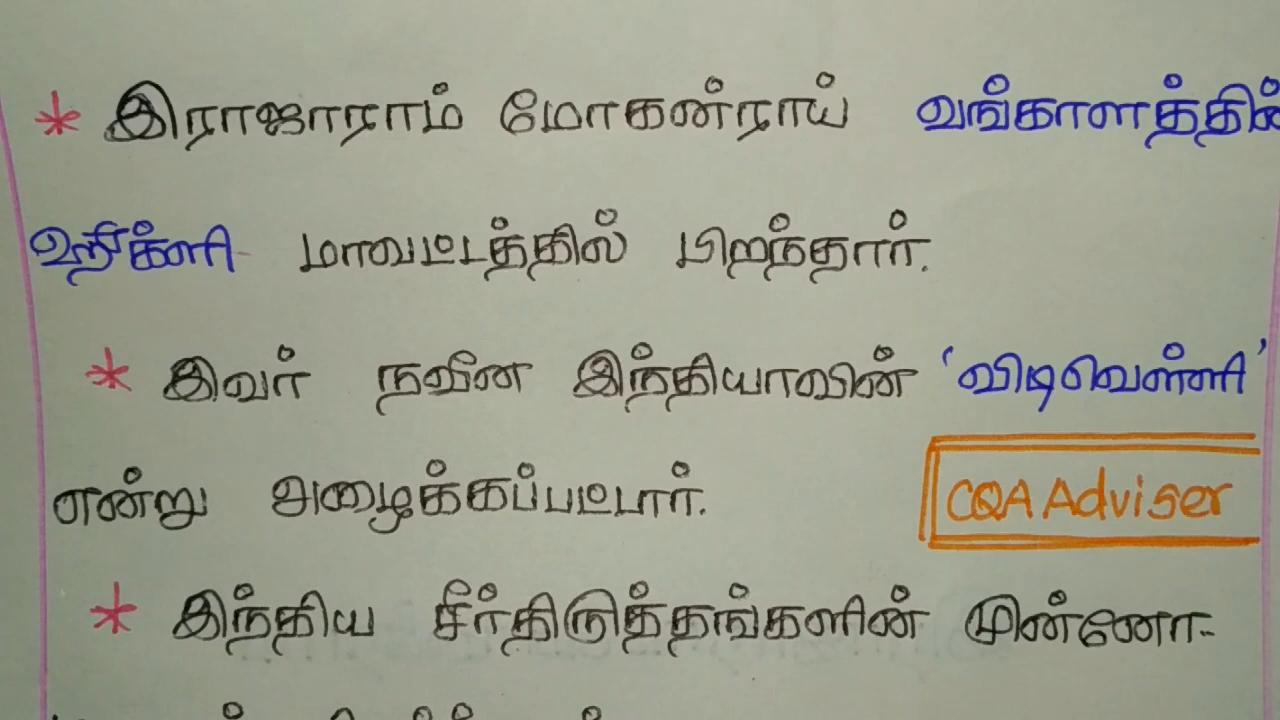 * இராஜாராம் மோகன்ராய் வங்காளத்தில்
ஹூக்ளி மாவட்டத்தில் பிறந்தார்.
* இவர் நவீன இந்தியாவின் ‘விடிவெள்ளி’
என்று அழைக்கப்பட்டார்.
CQA Adviser
* இந்திய சீர்திருத்தங்களின் முன்னோ-